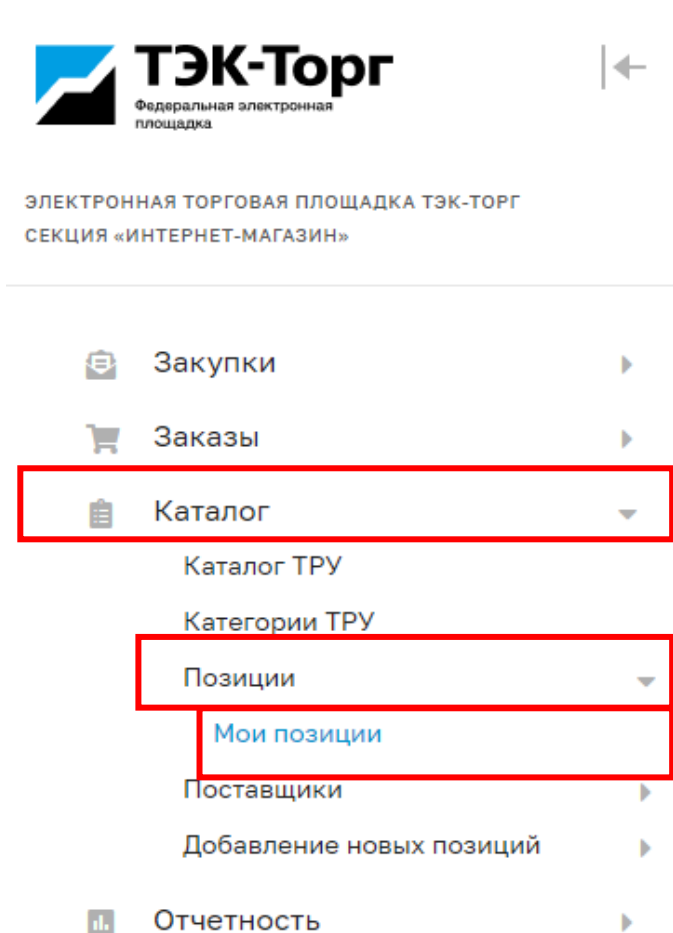 ТЭК-Торг
Федеральная электронная
площадка
ЭЛЕКТРОННАЯ ТОРГОВАЯ ПЛОЩАДКА ТЭК-ТОРГ
СЕКЦИЯ «ИНТЕРНЕТ-МАГАЗИН»
Закупки
Заказы
Каталог
Каталог ТРУ
Категории ТРУ
Позиции
Мои позиции
Поставщики
Добавление новых позиций
Отчетность